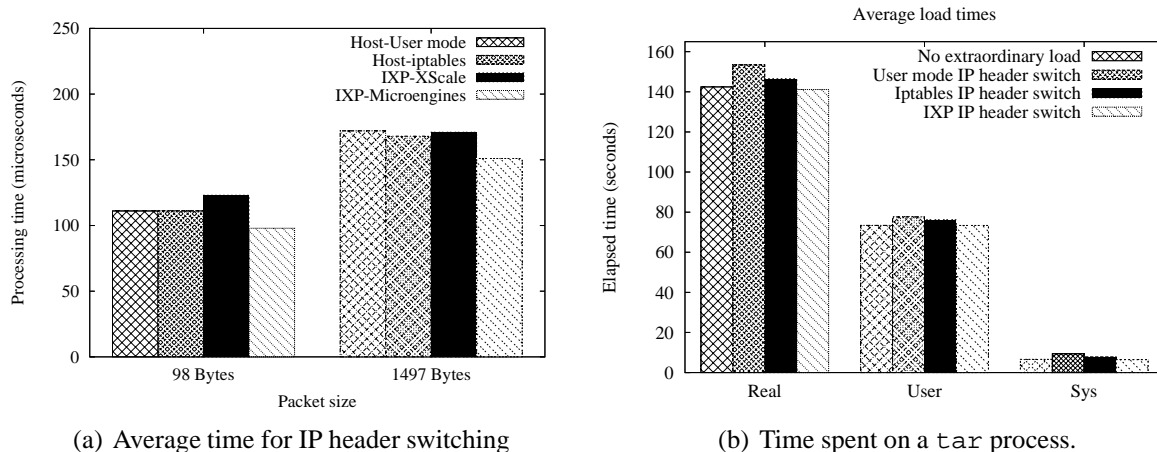 250
200
150
100
50
0
Processing time (microseconds)
Host-User mode
Host-iptables
IXP-XScale
IXP-Microengines
98 Bytes
1497 Bytes
Packet size
(a) Average time for IP header switching
Average load times
160
140
120
100
80
60
40
20
0
Elapsed time (seconds)
No extraordinary load
User mode IP header switch
Iptables IP header switch
IXP IP header switch
Real
User
Sys
(b) Time spent on a tar process.